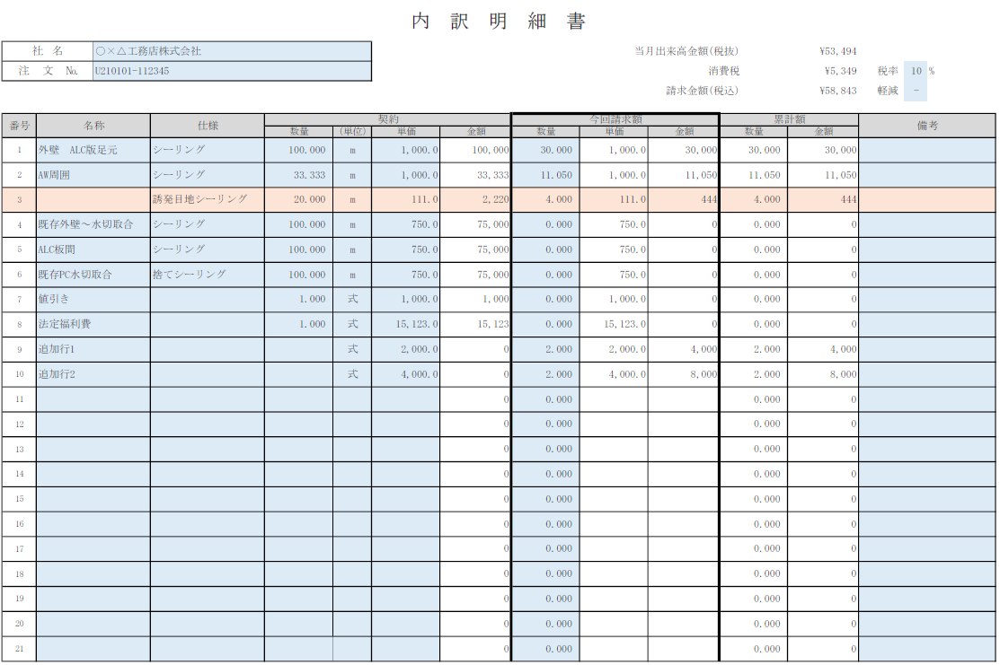 内 訳 明 細 書
社 名 ○×△工務店株式会社 当月出来高金額(税抜) ¥53,494
注 文 № U210101-112345 消費税 ¥5,349 税率 10 %
請求金額(税込) ¥58,843 軽減 -
番号 名称 仕様 契約 今回請求額 累計額 備考
数量 (単位) 単価 金額 数量 単価 金額 数量 金額
1 外壁 ALC版足元 シーリング 100.000 m 1,000.0 100,000 30.000 1,000.0 30,000 30.000 30,000
2 AW周囲 シーリング 33.333 m 1,000.0 33,333 11.050 1,000.0 11,050 11.050 11,050
3 誘発目地シーリング 20.000 m 111.0 2,220 4.000 111.0 444 4.000 444
4 既存外壁～水切取合 シーリング 100.000 m 750.0 75,000 0.000 750.0 0 0.000 0
5 ALC板間 シーリング 100.000 m 750.0 75,000 0.000 750.0 0 0.000 0
6 既存PC水切取合 捨てシーリング 100.000 m 750.0 75,000 0.000 750.0 0 0.000 0
7 値引き 1.000 式 1,000.0 1,000 0.000 1,000.0 0 0.000 0
8 法定福利費 1.000 式 15,123.0 15,123 0.000 15,123.0 0 0.000 0
9 追加行1 式 2,000.0 0 2.000 2,000.0 4,000 2.000 4,000
10 追加行2 式 4,000.0 0 2.000 4,000.0 8,000 2.000 8,000
11 0 0.000 0.000 0
12 0 0.000 0.000 0
13 0 0.000 0.000 0
14 0 0.000 0.000 0
15 0 0.000 0.000 0
16 0 0.000 0.000 0
17 0 0.000 0.000 0
18 0 0.000 0.000 0
19 0 0.000 0.000 0
20 0 0.000 0.000 0
21 0 0.000 0.000 0